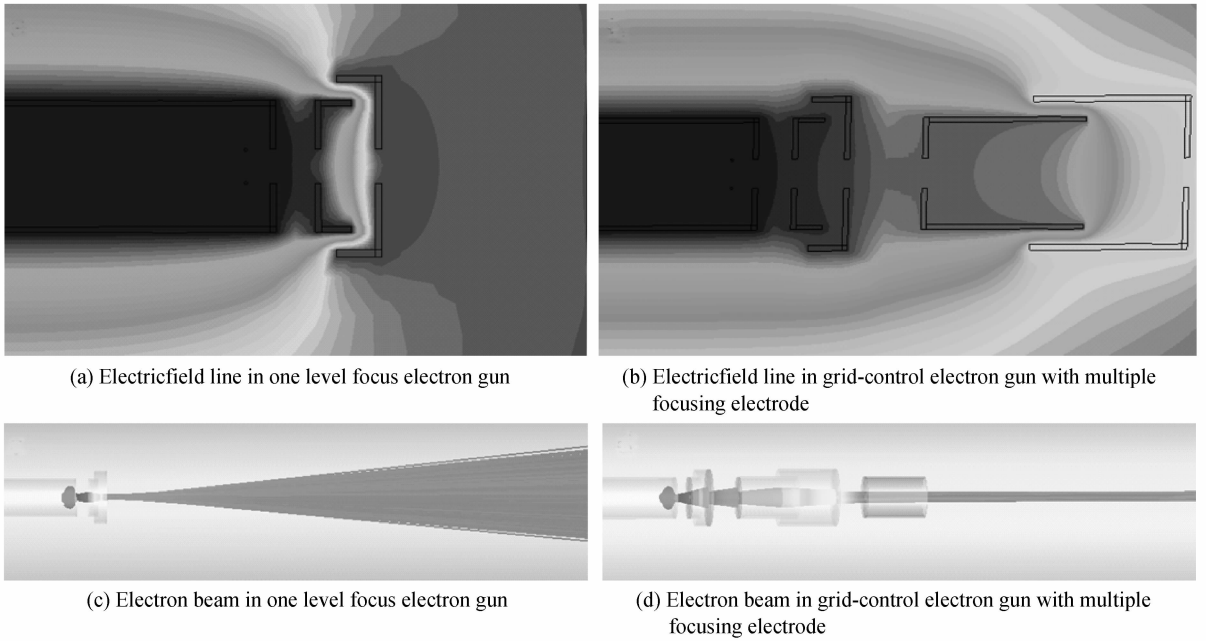 (a) Electricfield line in one level focus electron gun
(b) Electricfield line in grid-control electron gun with multiple
focusing electrode
(c) Electron beam in one level focus electron gun
(d) Electron beam in grid-control electron gun with multiple
focusing electrode